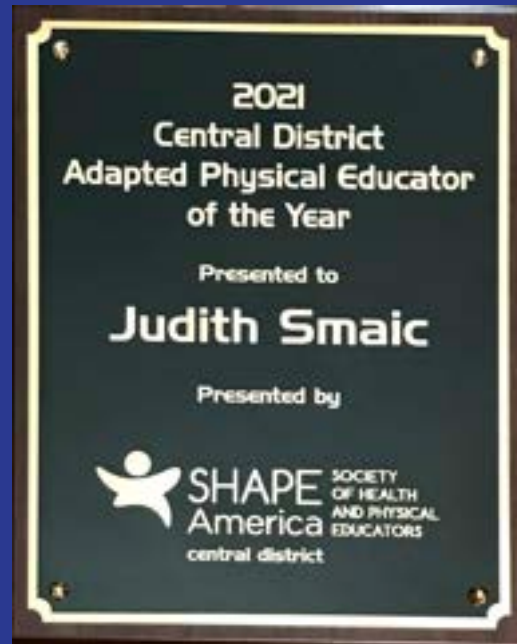 2021
Central District
Adapted Physical Educator
of the Year
Presented to
Judith Smaic
Presented by
SHAPE
America
SOCIETY
OF HEALTH
AND PHYSICAL
EDUCATORS
central district